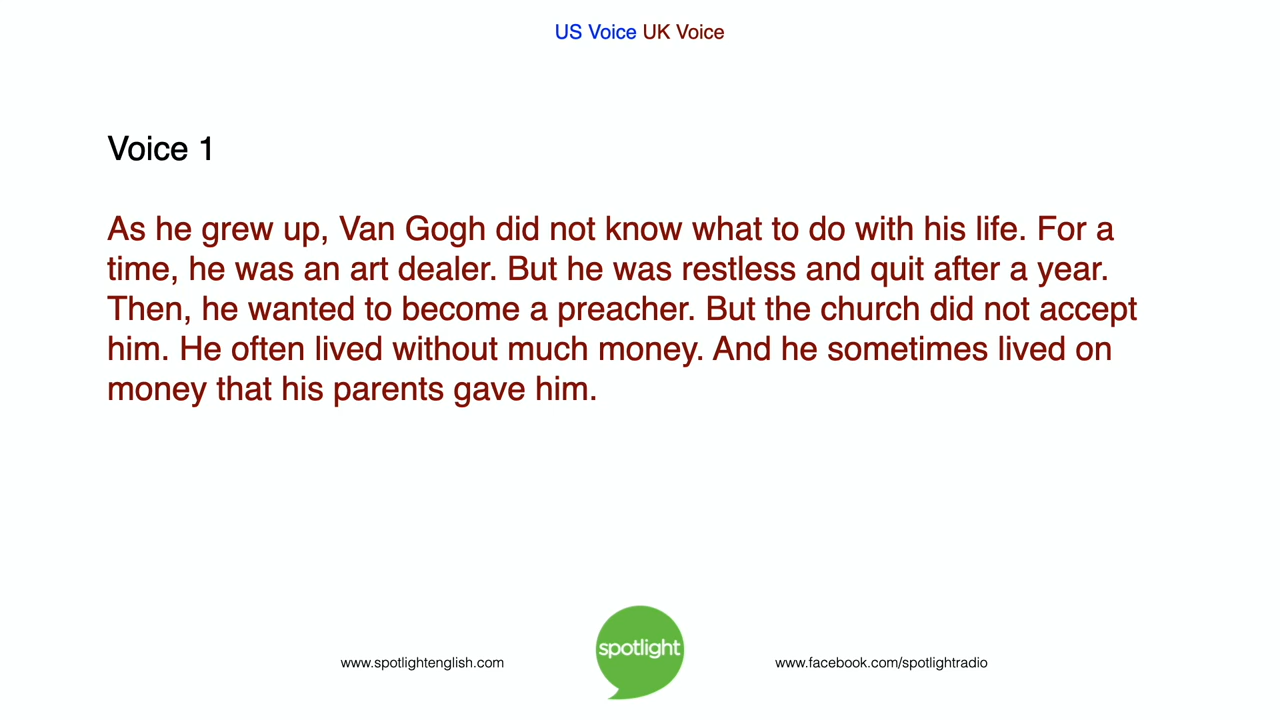 US Voice UK Voice
Voice 1
As he grew up, Van Gogh did not know what to do with his life. For a
time, he was an art dealer. But he was restless and quit after a year.
Then, he wanted to become a preacher. But the church did not accept
him. He often lived without much money. And he sometimes lived on
money that his parents gave him.
www.spotlightenglish.com
spotlight
www.facebook.com/spotlightradio